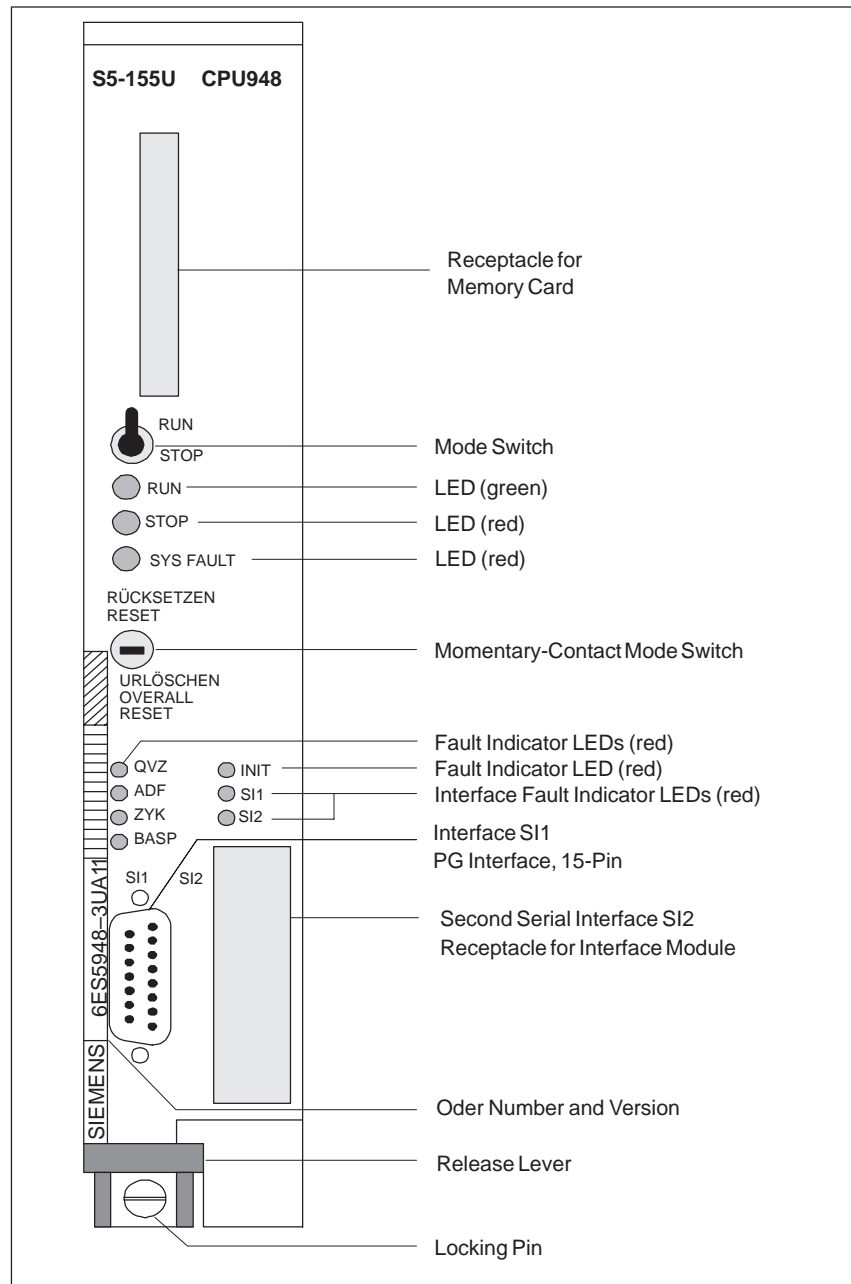 S5-155U CPU948
Receptacle for
Memory Card
RUN
STOP
Mode Switch
RUN
LED (green)
STOP
LED (red)
SYS FAULT
LED (red)
RÜCKSETZEN
RESET
Momentary-Contact Mode Switch
URLÖSCHEN
OVERALL
RESET
Fault Indicator LEDs (red)
QVZ
INIT
Fault Indicator LED (red)
ADF
SI1
Interface Fault Indicator LEDs (red)
ZYK
SI2
BASP
Interface SI1
PG Interface, 15-Pin
SI1
SI2
6ES5948–3UA11
Second Serial Interface SI2
Receptacle for Interface Module
SIEMENS
Oder Number and Version
Release Lever
Locking Pin